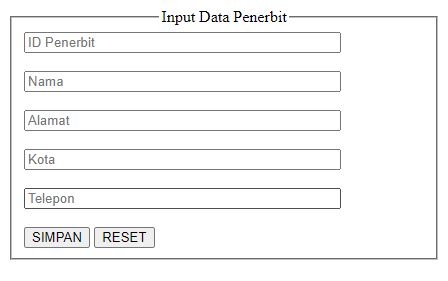 Input Data Penerbit
ID Penerbit
Nama
Alamat
Kota
Telepon
SIMPAN RESET